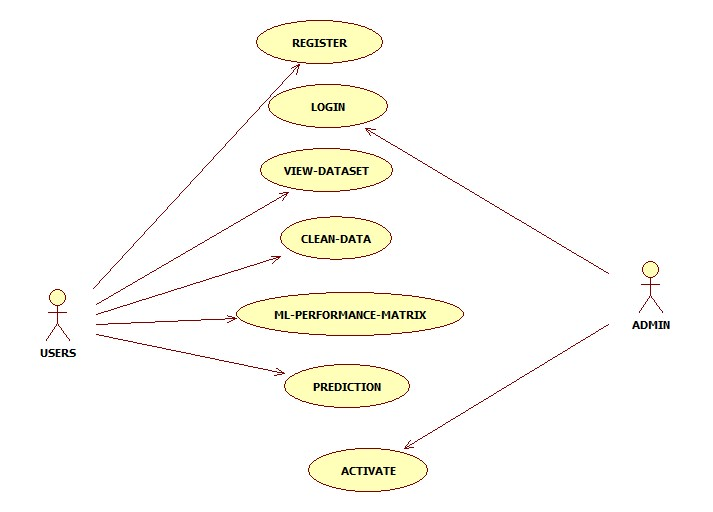 REGISTER
LOGIN
VIEW-DATASET
CLEAN-DATA
ML-PERFORMANCE-MATRIX
ADMIN
USERS
PREDICTION
ACTIVATE